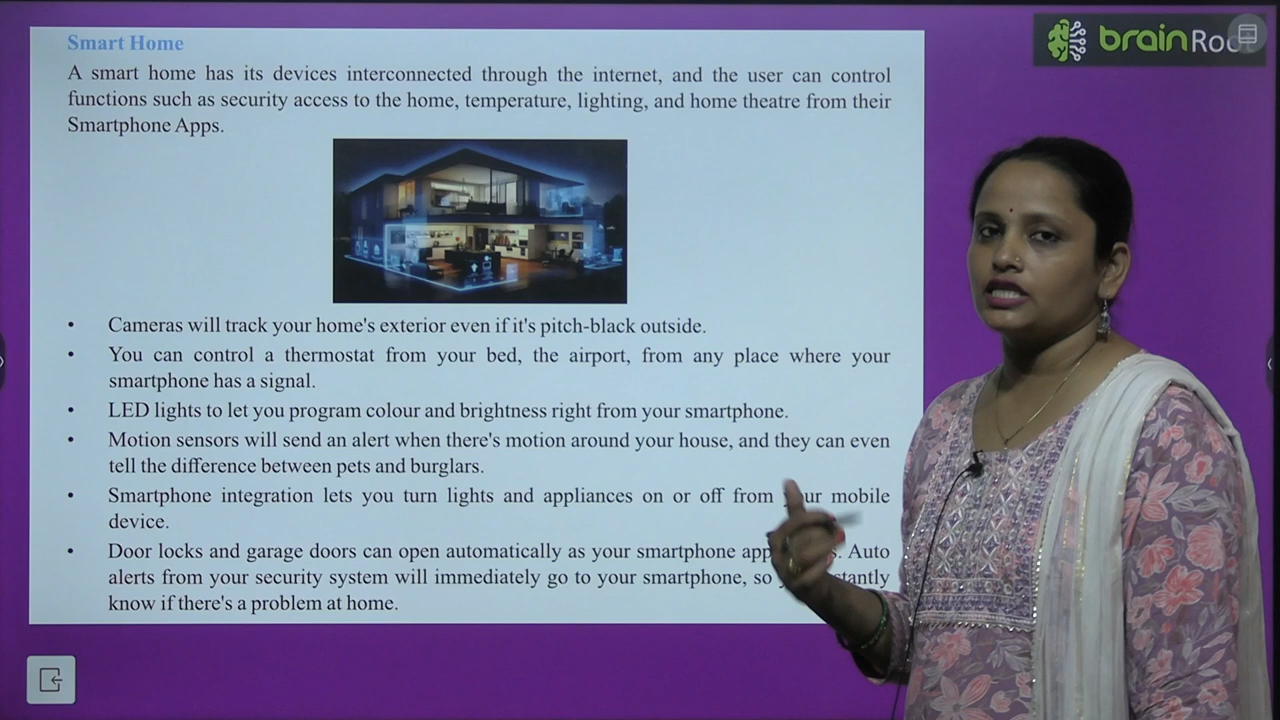 Smart Home
brainRoot
A smart home has its devices interconnected through the internet, and the user can control
functions such as security access to the home, temperature, lighting, and home theatre from their
Smartphone Apps.
• Cameras will track your home's exterior even if it's pitch-black outside.
• You can control a thermostat from your bed, the airport, from any place where your
smartphone has a signal.
• LED lights to let you program colour and brightness right from your smartphone.
• Motion sensors will send an alert when there's motion around your house, and they can even
tell the difference between pets and burglars.
• Smartphone integration lets you turn lights and appliances on or off from your mobile
device.
• Door locks and garage doors can open automatically as your smartphone Auto
alerts from your security system will immediately go to your smartphone, so
know if there's a problem at home.